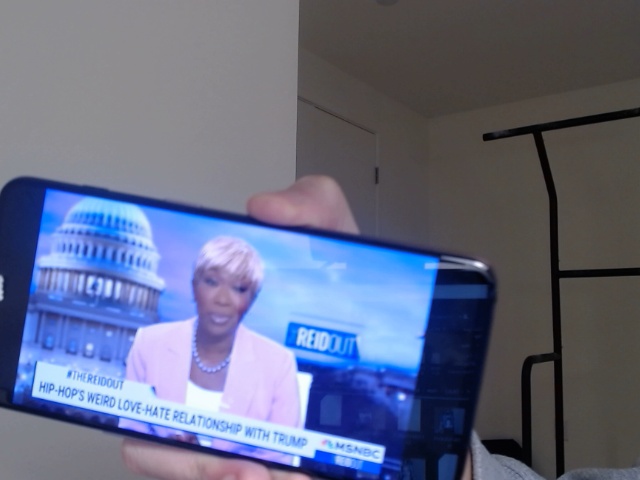 REIDOUT
#THEREIDOUT
HIP-HOP'S WEIRD LOVE-HATE RELATIONSHIP WITH TRUMP
MSNBC